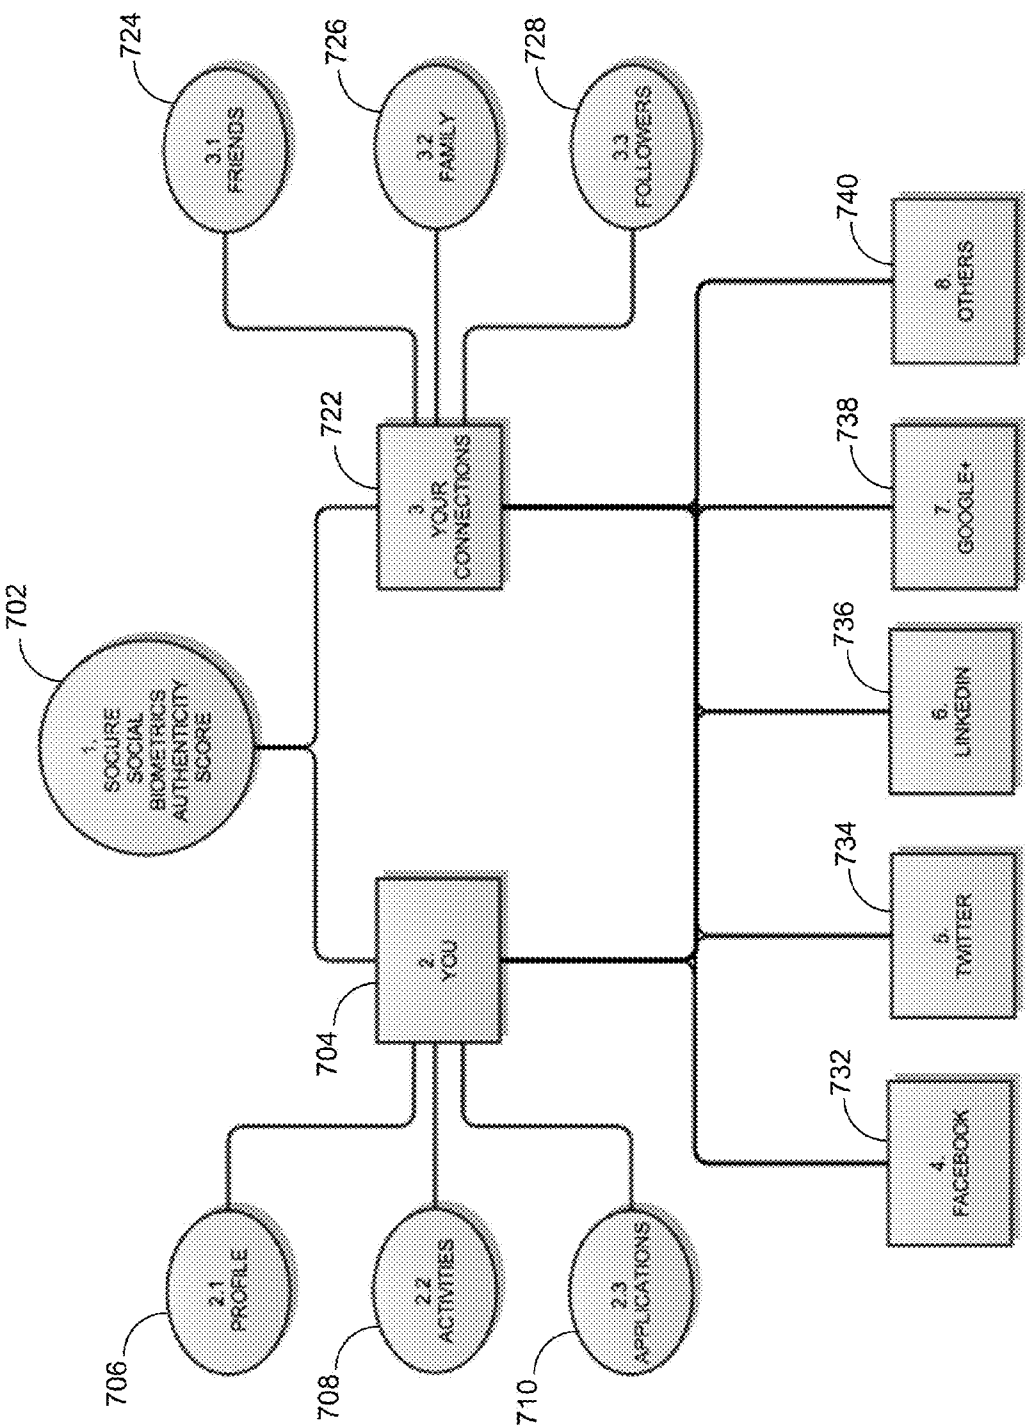 702
1.
SOCURE
SOCIAL
BIOMETRICS
AUTHENTICITY
SCORE
704
2
YOU
722
3.
YOUR
CONNECTIONS
706
2.1
PROFILE
708
2.2
ACTIVITIES
710
2.3
APPLICATIONS
724
3.1
FRIENDS
726
3.2
FAMILY
728
3.3
FOLLOWERS
732
4.
FACEBOOK
734
5.
TWITTER
736
6.
LINKEDIN
738
7.
GOOGLE+
740
8.
OTHERS